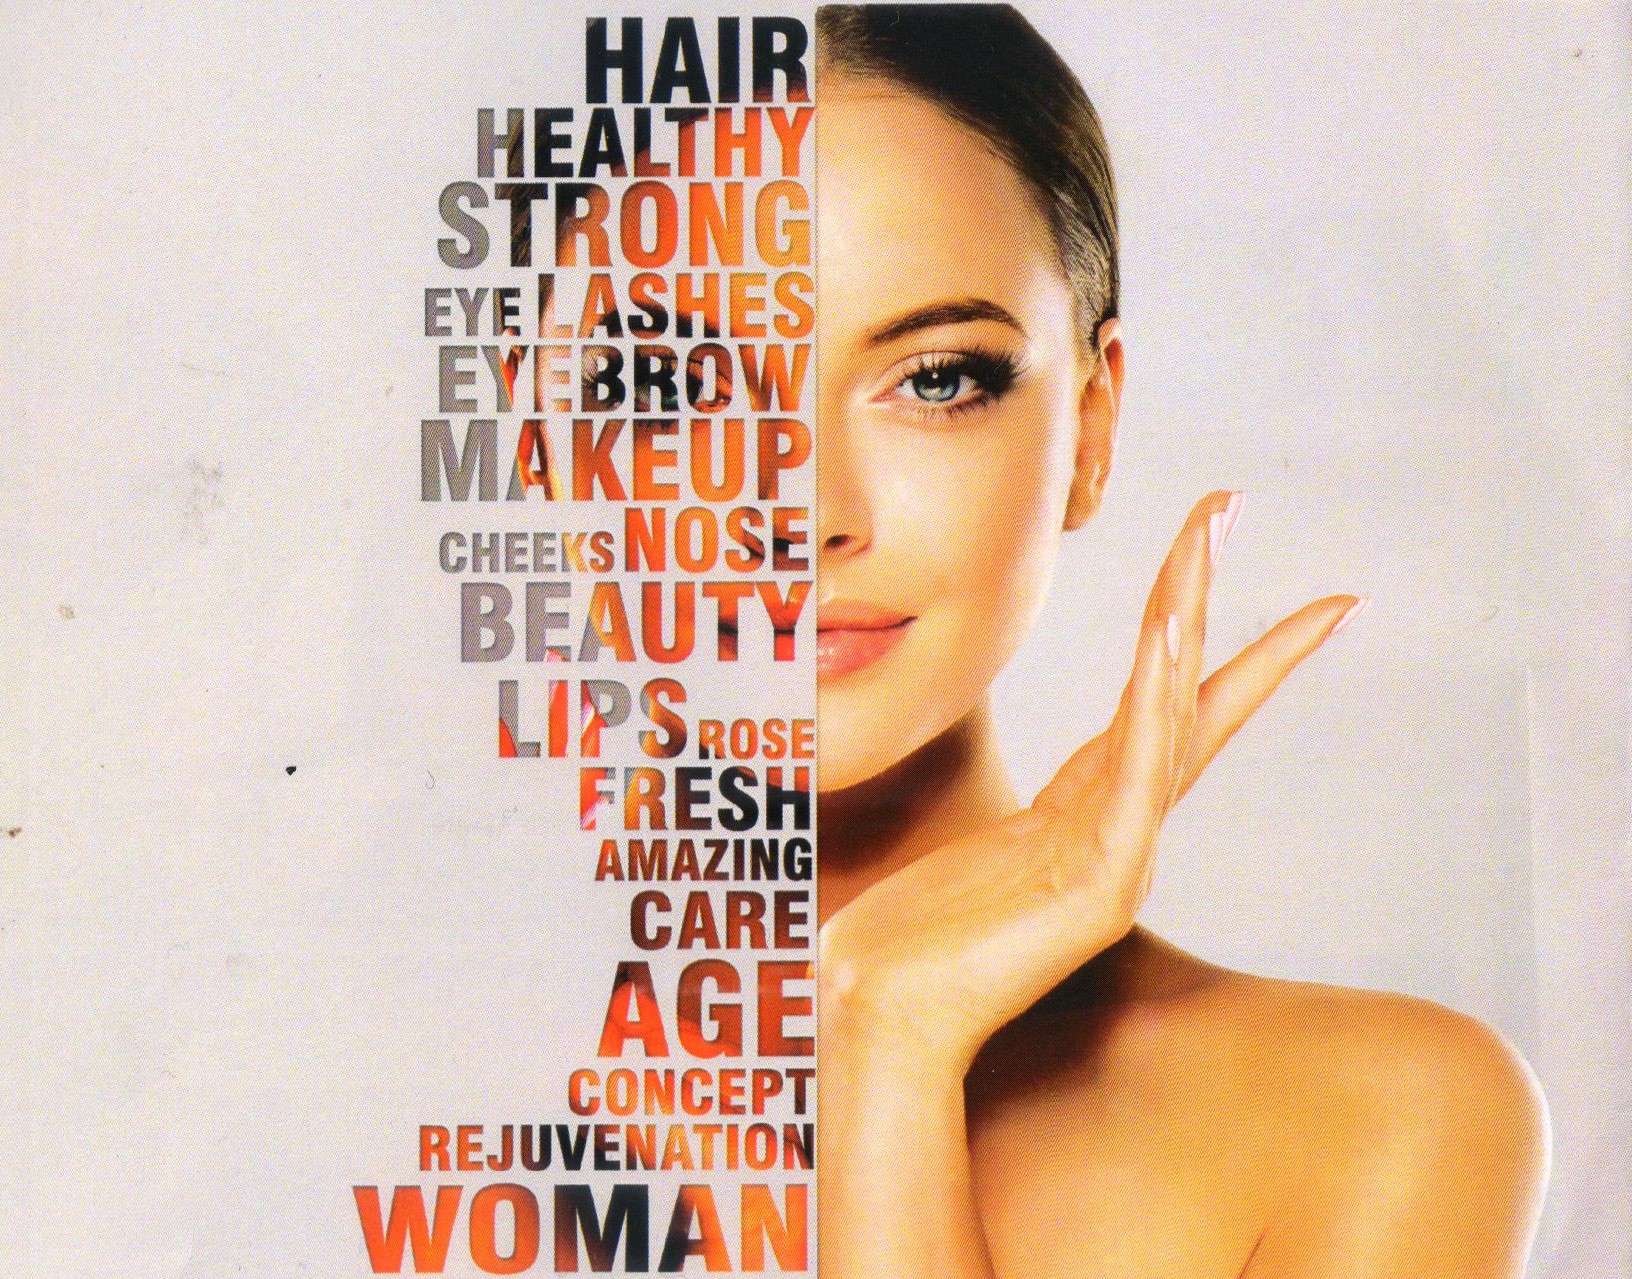 HAIR
HEALTHY
STRONG
EYE LASHES
EYEBROW
MAKEUP
CHEEKS NOSE
BEAUTY
LIPS ROSE
FRESH
AMAZING
CARE
AGE
CONCEPT
REJUVENATION
WOMAN